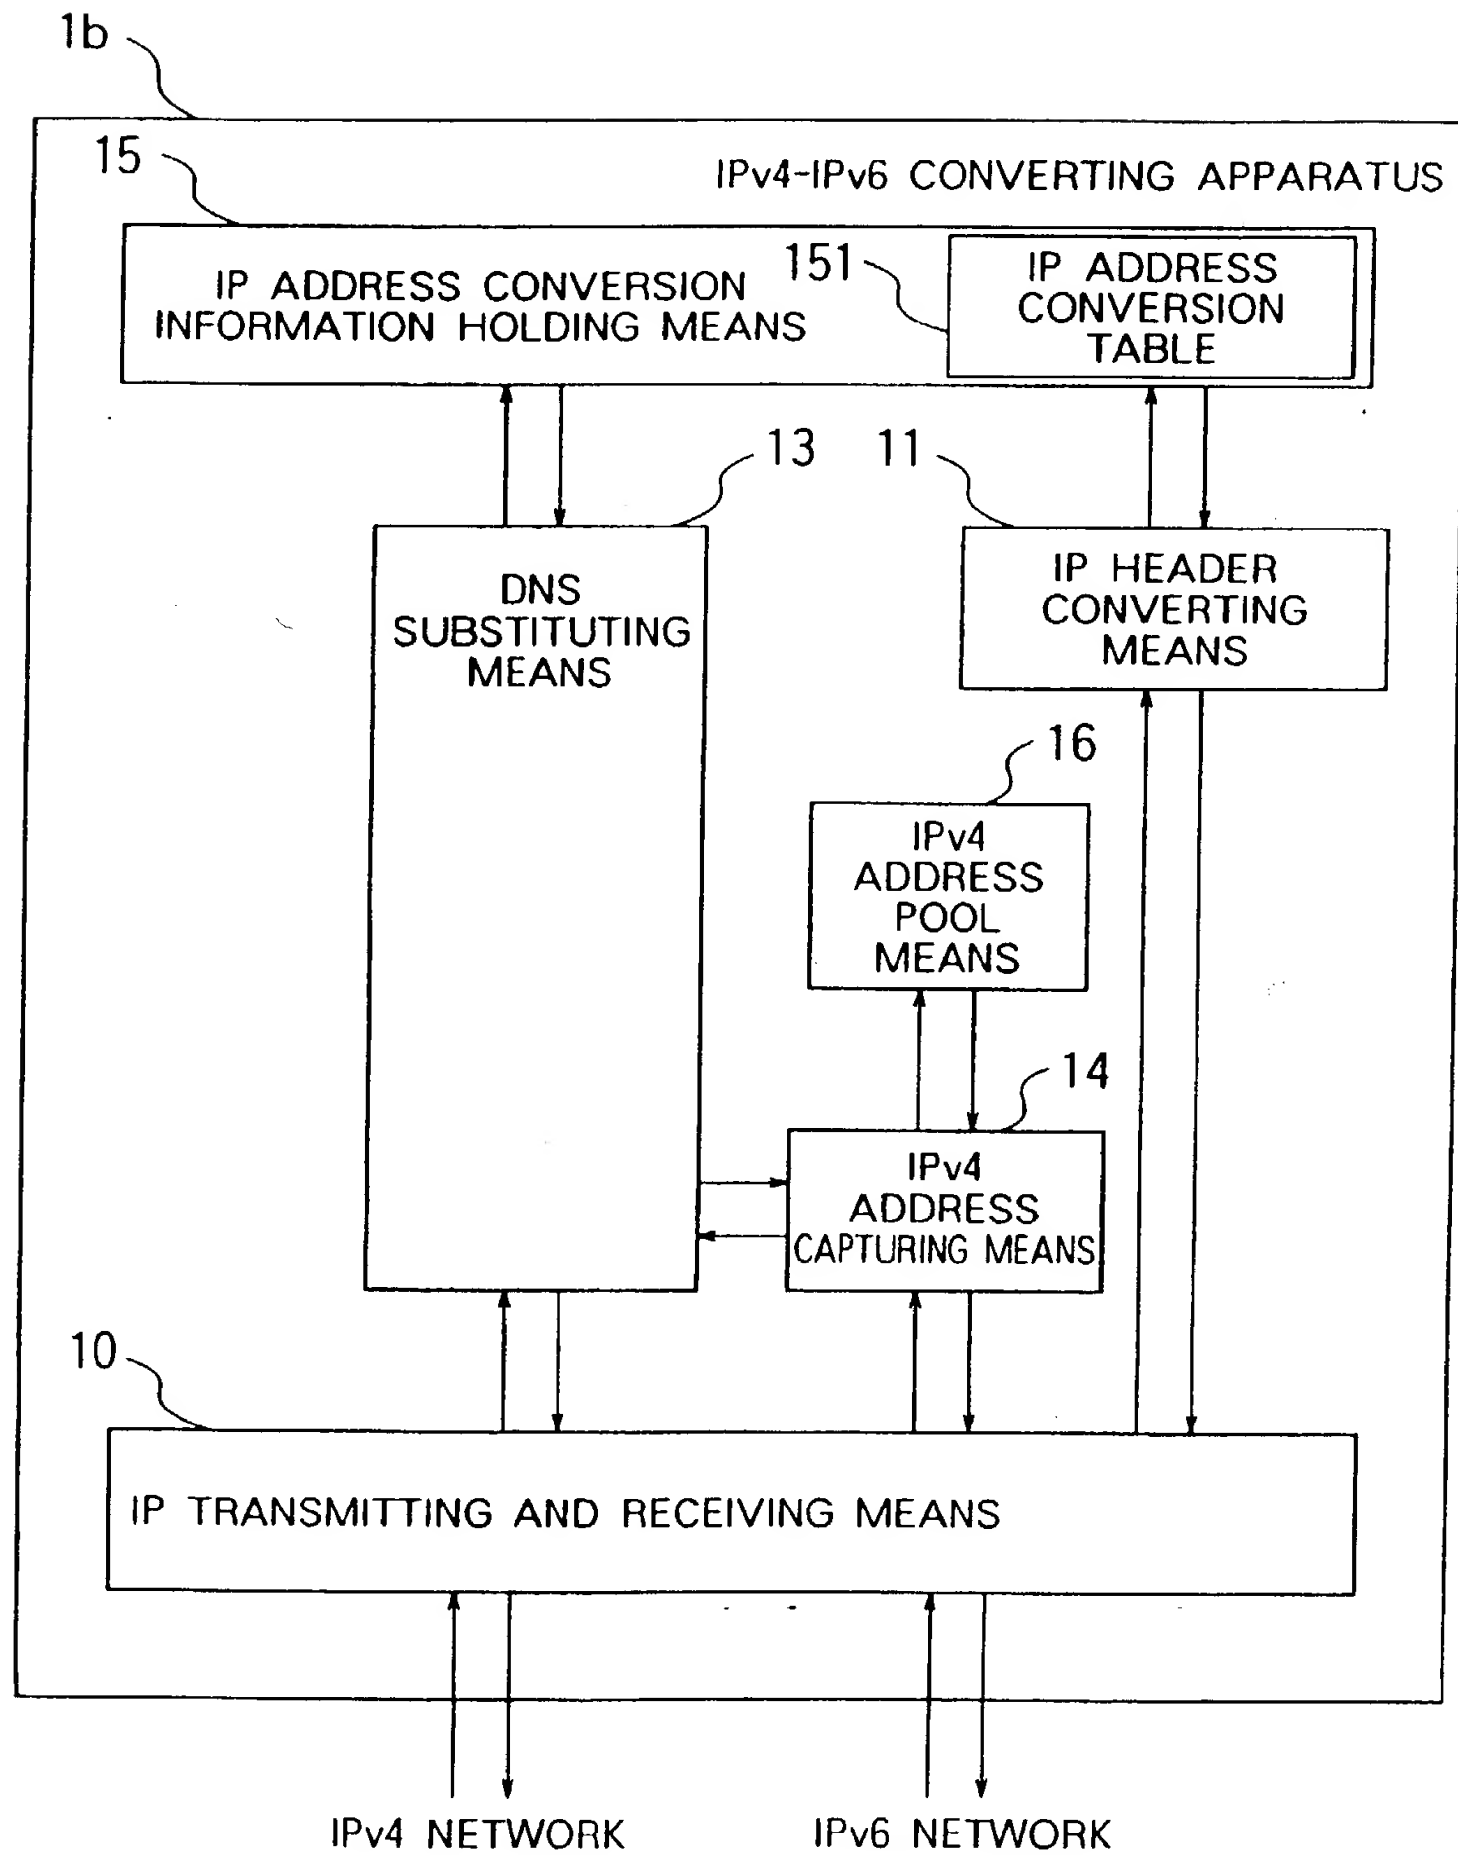 1b
15
IPv4-IPv6 CONVERTING APPARATUS
IP ADDRESS CONVERSION
INFORMATION HOLDING MEANS
151
IP ADDRESS
CONVERSION
TABLE
13
11
DNS
SUBSTITUTING
MEANS
IP HEADER
CONVERTING
MEANS
16
IPv4
ADDRESS
POOL
MEANS
14
IPv4
ADDRESS
CAPTURING MEANS
10
IP TRANSMITTING AND RECEIVING MEANS
IPv4 NETWORK
IPv6 NETWORK